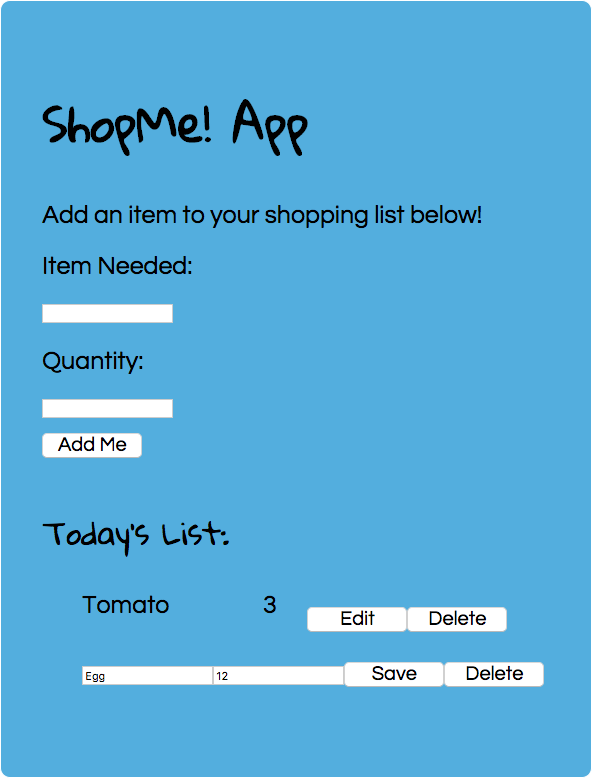 ShopMe! App
Add an item to your shopping list below!
Item Needed:
Quantity:
Add Me
Today's List:
Tomato 3 Edit Delete
Egg 12 Save Delete